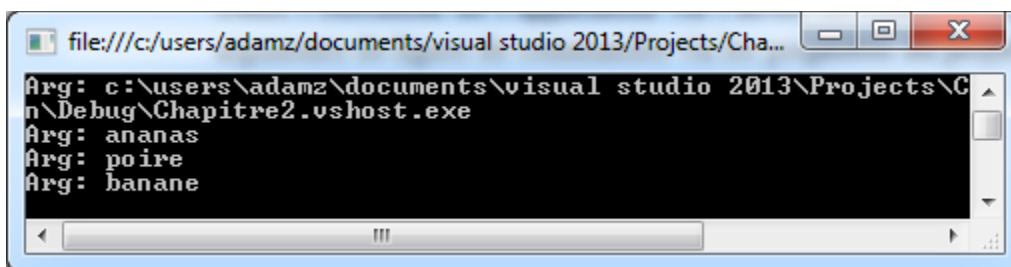 file:///c:/users/adamz/documents/visual studio 2013/Projects/Cha...
Arg: c:\users\adamz\documents\visual studio 2013\Projects\C
n\Debug\Chapitre2.vshost.exe
Arg: ananas
Arg: poire
Arg: banane